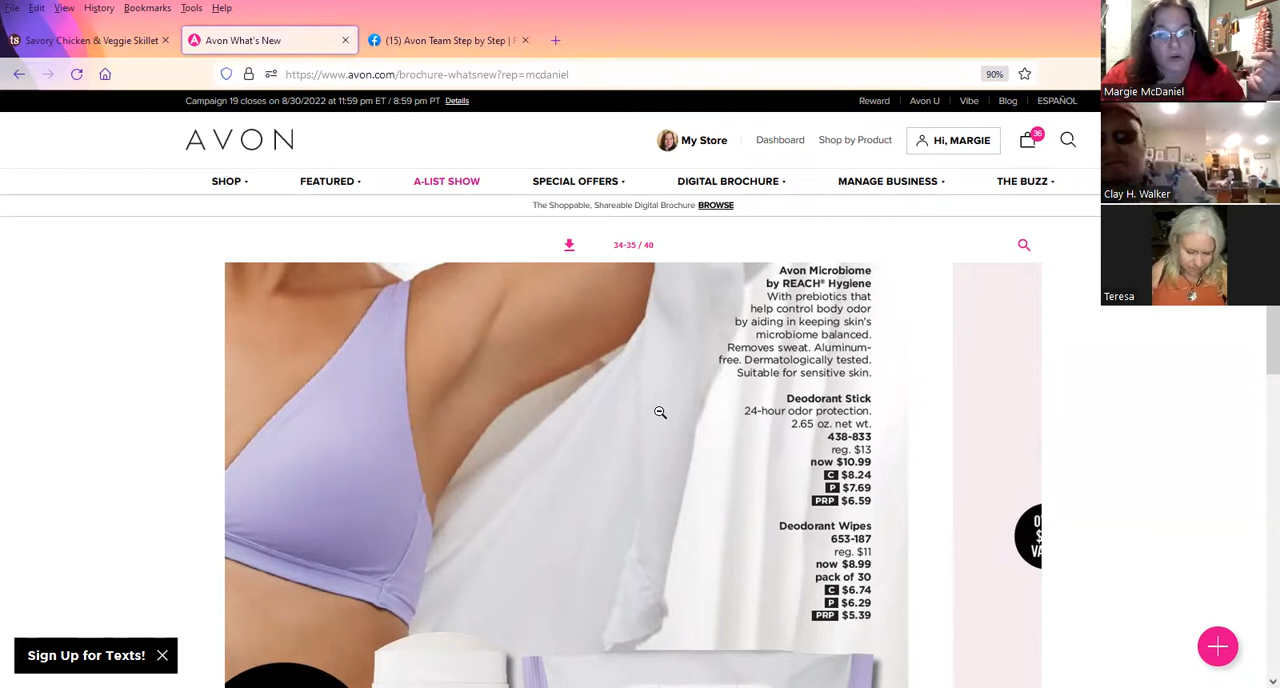 File Edit View History Bookmarks Tools Help
ts Savory Chicken & Veggie Skillet
A Avon What's New
(15) Avon Team Step by Step |
https://www.avon.com/brochure-whatsnew?rep=mcdaniel
90%
Campaign 19 closes on 8/30/2022 at 11:59 pm ET / 8:59 pm PT Details
Reward Avon U Vibe Blog ESPAÑOL
AVON
My Store Dashboard Shop by Product Hi, MARGIE 36
SHOP FEATURED A-LIST SHOW SPECIAL OFFERS DIGITAL BROCHURE MANAGE BUSINESS THE BUZZ
The Shoppable, Shareable Digital Brochure BROWSE
34-35 / 40
Avon Microbiome
by REACH® Hygiene
With prebiotics that
help control body odor
by aiding in keeping skin's
microbiome balanced.
Removes sweat. Aluminum-
free. Dermatologically tested.
Suitable for sensitive skin.
Deodorant Stick
24-hour odor protection.
2.65 oz. net wt.
438-833
reg. $13
now $10.99
C $8.24
P $7.69
PRP $6.59
Deodorant Wipes
653-187
reg. $11
now $8.99
pack of 30
C $6.74
P $6.29
PRP $5.39
Sign Up for Texts!
Margie McDaniel
Clay H. Walker
Teresa